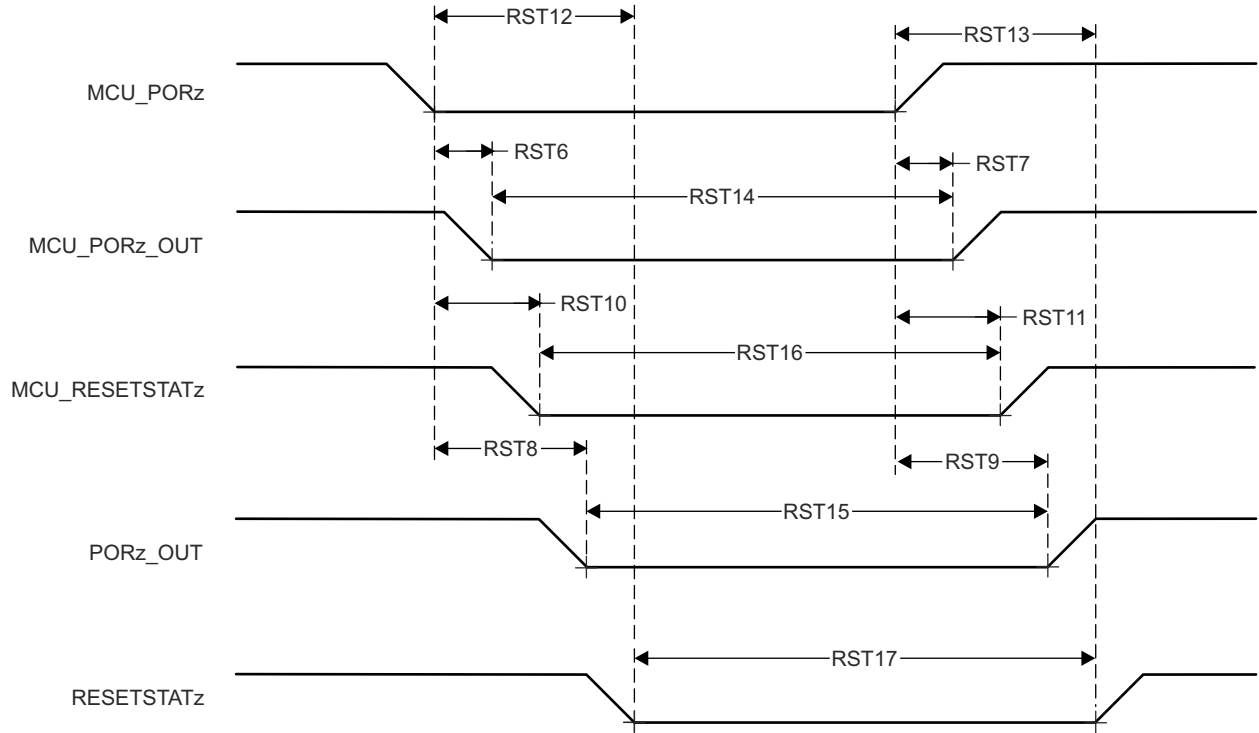 RST12
RST13
MCU_PORz
RST6
RST7
RST14
MCU_PORz_OUT
RST10
RST11
RST16
MCU_RESETSTATz
RST8
RST9
RST15
PORz_OUT
RST17
RESETSTATz